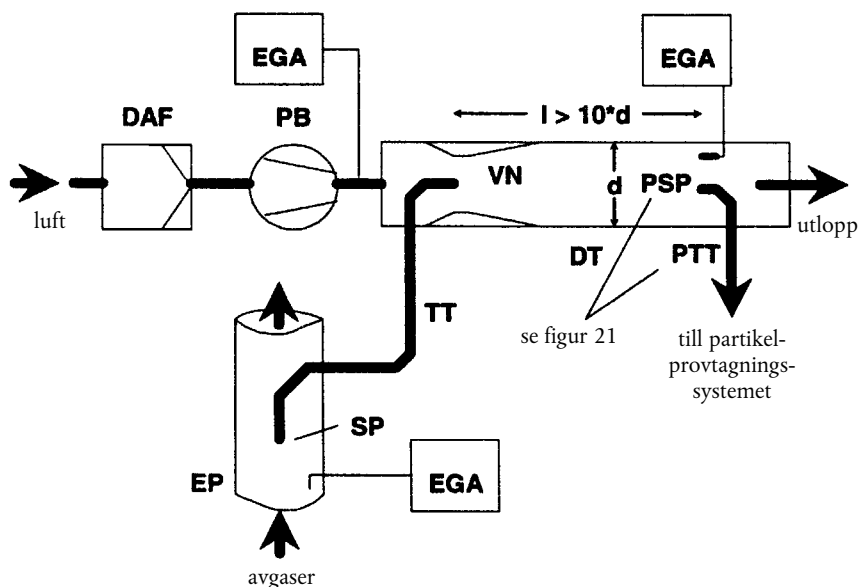 EGA
EGA
DAF
PB
l > 10*d
VN
d
PSP
luft
utlopp
DT
PTT
TT
se figur 21
till partikel-
provtagnings-
systemet
SP
EP
EGA
avgaser